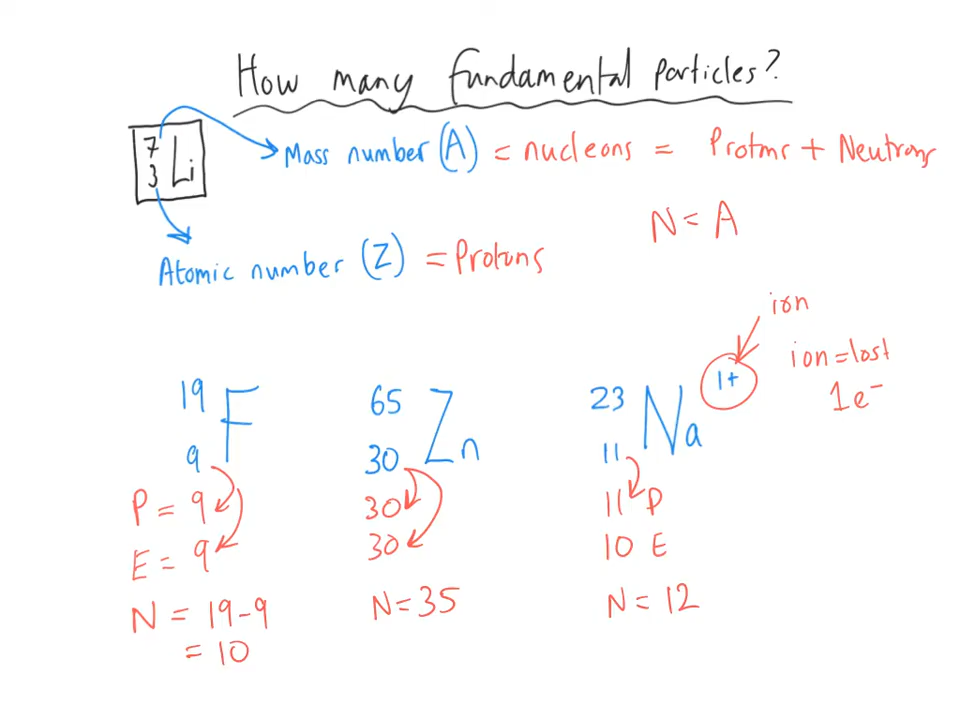 How many fundamental particles?
7
3 Li
Mass number (A) = nucleons = Protons + Neutrons
N = A
Atomic number (Z) = Protons
ion
ion = lost
1e⁻
19
9 F
P = 9
E = 9
N = 19-9
= 10
65
30 Zn
30
30
N = 35
23
11 Na 1+
11 P
10 E
N = 12